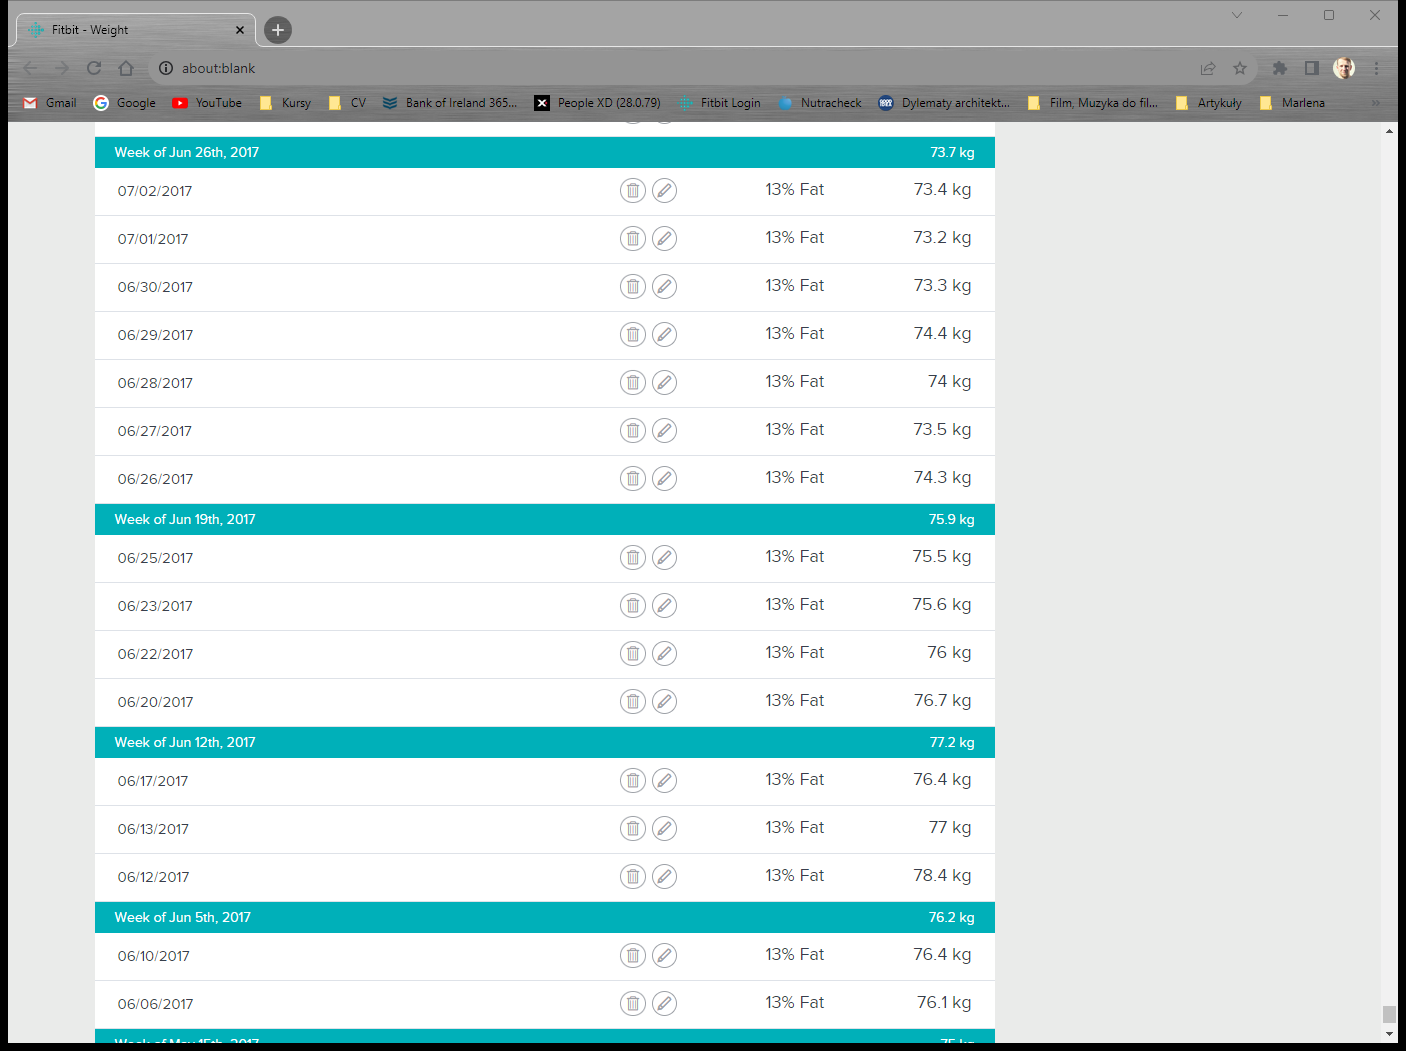 Fitbit - Weight
about:blank
Gmail Google YouTube Kursy CV Bank of Ireland 365... People XD (28.0.79) Fitbit Login Nutracheck Dylematy architekt... Film, Muzyka do fil... Artykuły Marlena »
Week of Jun 26th, 2017 73.7 kg
07/02/2017 13% Fat 73.4 kg
07/01/2017 13% Fat 73.2 kg
06/30/2017 13% Fat 73.3 kg
06/29/2017 13% Fat 74.4 kg
06/28/2017 13% Fat 74 kg
06/27/2017 13% Fat 73.5 kg
06/26/2017 13% Fat 74.3 kg
Week of Jun 19th, 2017 75.9 kg
06/25/2017 13% Fat 75.5 kg
06/23/2017 13% Fat 75.6 kg
06/22/2017 13% Fat 76 kg
06/20/2017 13% Fat 76.7 kg
Week of Jun 12th, 2017 77.2 kg
06/17/2017 13% Fat 76.4 kg
06/13/2017 13% Fat 77 kg
06/12/2017 13% Fat 78.4 kg
Week of Jun 5th, 2017 76.2 kg
06/10/2017 13% Fat 76.4 kg
06/06/2017 13% Fat 76.1 kg
Week of May 15th, 2017 75 kg